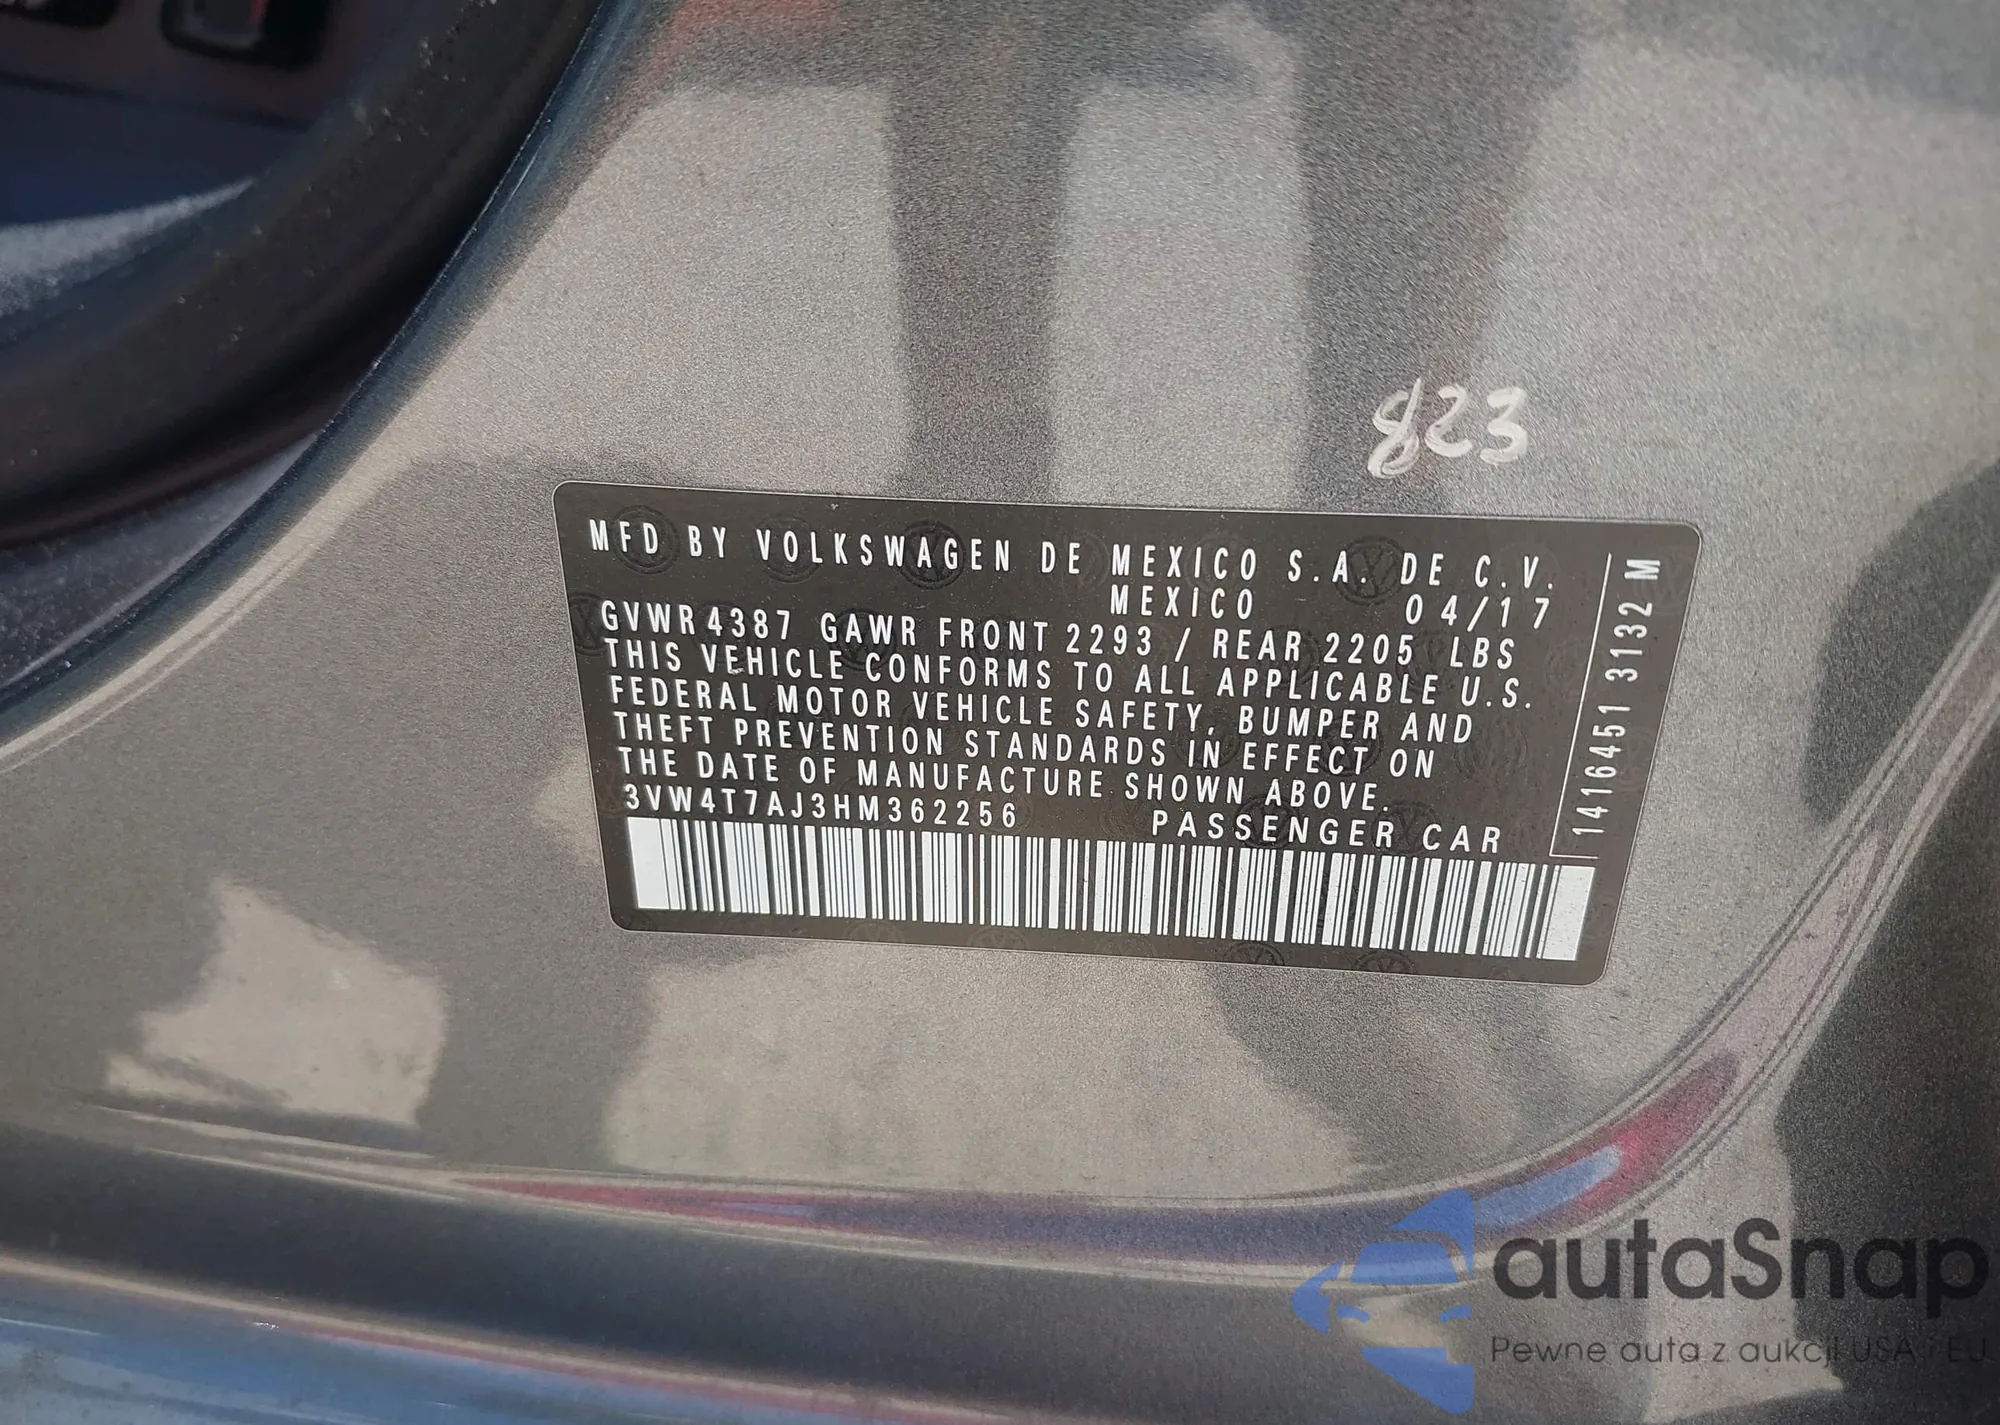 823
MFD BY VOLKSWAGEN DE MEXICO S.A. DE C.V.
MEXICO 04/17
GVWR 4387 GAWR FRONT 2293 / REAR 2205 LBS
THIS VEHICLE CONFORMS TO ALL APPLICABLE U.S.
FEDERAL MOTOR VEHICLE SAFETY, BUMPER AND
THEFT PREVENTION STANDARDS IN EFFECT ON
THE DATE OF MANUFACTURE SHOWN ABOVE.
3VW4T7AJ3HM362256 PASSENGER CAR
1416451 3132 M
autaSnap
Pewne auta z aukcji USA i EU